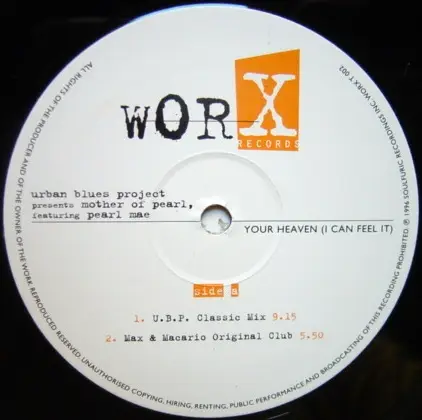 worX
RECORDS
urban blues project
presents mother of pearl,
featuring pearl mae
YOUR HEAVEN (I CAN FEEL IT)
side a
1. U.B.P. Classic Mix 9.15
2. Max & Macario Original Club 5.50
ALL RIGHTS OF THE PRODUCER AND OF THE OWNER OF THE WORK REPRODUCED RESERVED. UNAUTHORISED COPYING, HIRING, RENTING, PUBLIC PERFORMANCE AND BROADCASTING OF THIS RECORDING PROHIBITED. ℗ 1996 SOULFURIC RECORDINGS INC. WORX T 002